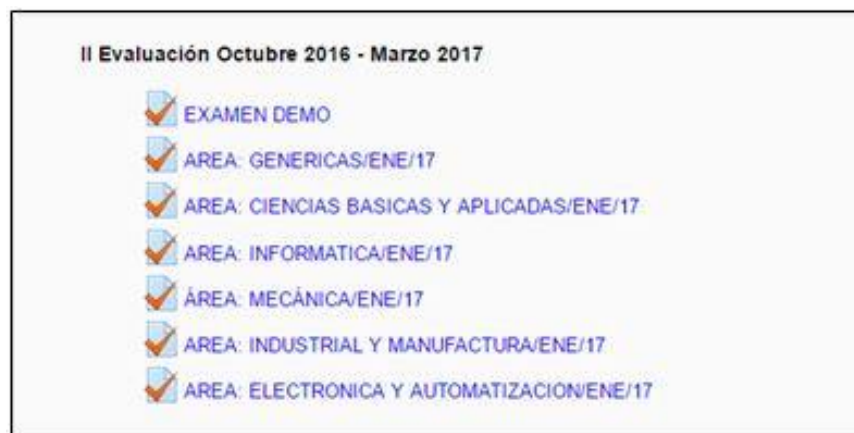 II Evaluación Octubre 2016 - Marzo 2017
EXAMEN DEMO
AREA: GENERICAS/ENE/17
AREA: CIENCIAS BASICAS Y APLICADAS/ENE/17
AREA: INFORMATICA/ENE/17
ÁREA: MECÁNICA/ENE/17
AREA: INDUSTRIAL Y MANUFACTURA/ENE/17
AREA: ELECTRONICA Y AUTOMATIZACION/ENE/17